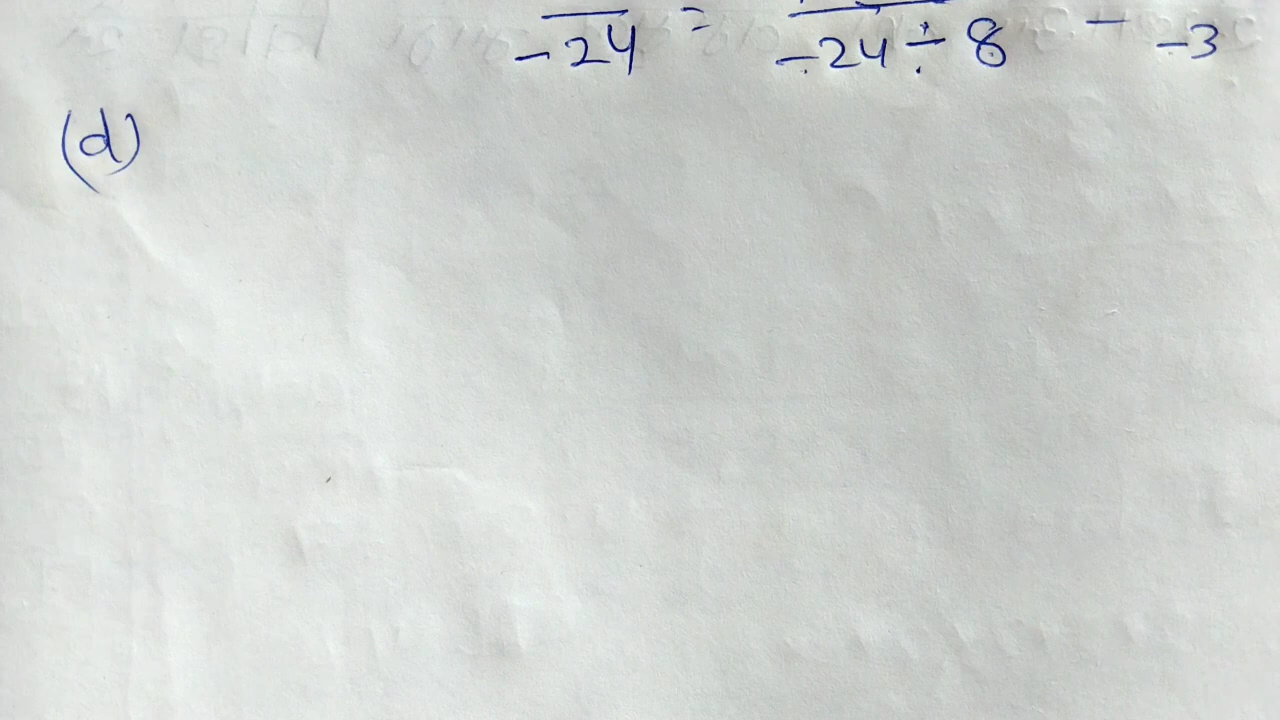 -24 = -24 ÷ 8 = -3
(d)